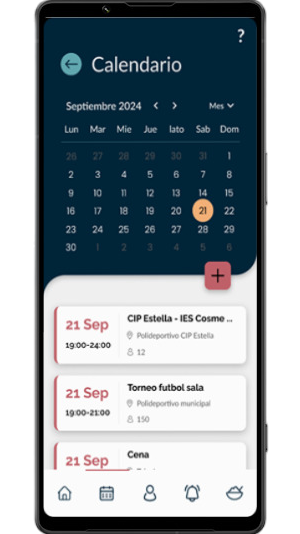 ?
Calendario
Septiembre 2024 < > Mes
Lun Mar Mie Jue Iato Sab Dom
26 27 28 29 30 31 1
2 3 4 5 6 7 8
9 10 11 12 13 14 15
16 17 18 19 20 21 22
23 24 25 26 27 28 29
30 1 2 3 4 5 6
+
21 Sep
19:00-24:00
CIP Estella - IES Cosme ..
Polideportivo CIP Estella
12
21 Sep
19:00-21:00
Torneo futbol sala
Polideportivo municipal
150
21 Sep
Cena